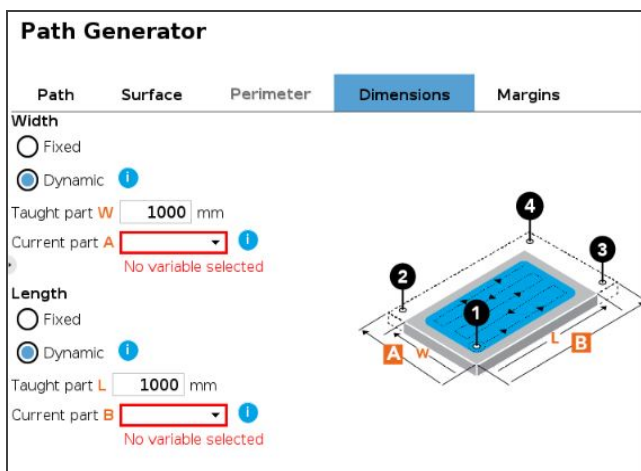 Path Generator
Path Surface Perimeter Dimensions Margins
Width
Fixed
Dynamic i
Taught part W 1000 mm
Current part A i
No variable selected
Length
Fixed
Dynamic i
Taught part L 1000 mm
Current part B i
No variable selected
4
2
3
1
A W L B